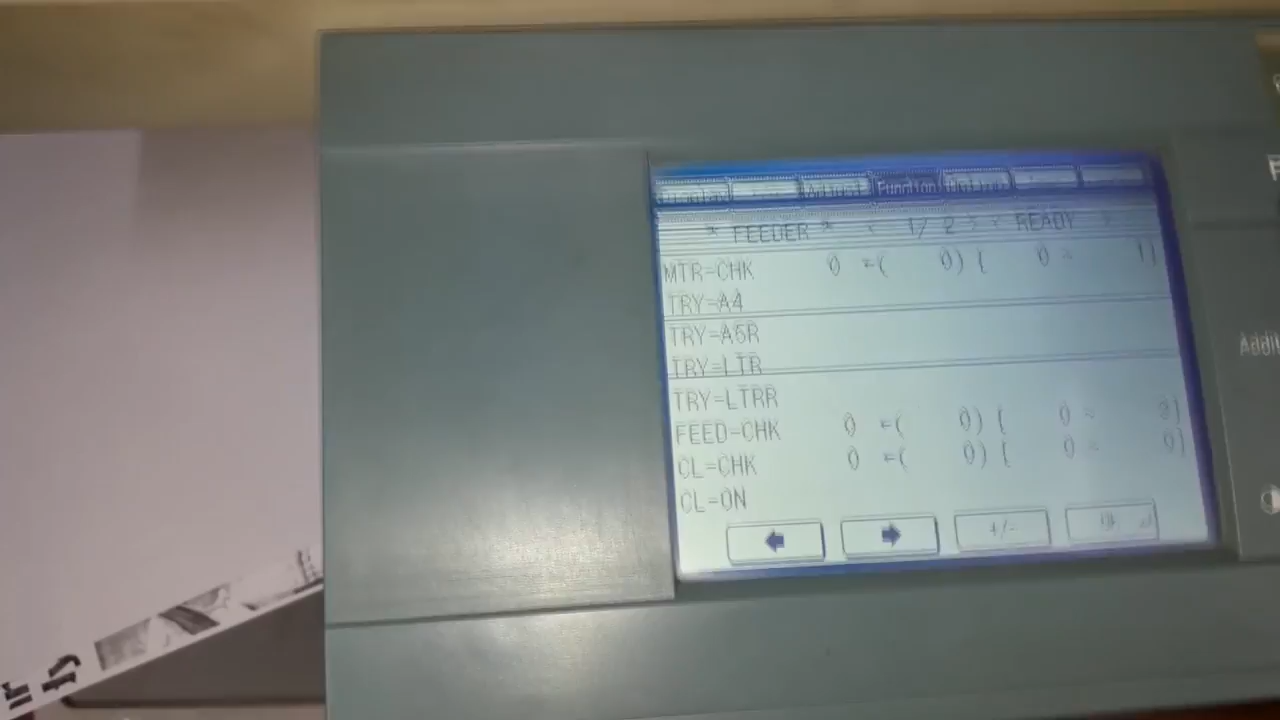 Function
* FEEDER * < 1/ 2 > < READY >
MTR-CHK 0 =( 0) ( 0 = 1)
TRY-A4
TRY-A5R
TRY-LTR
TRY-LTRR
FEED-CHK 0 =( 0) ( 0 =
CL-CHK 0 =( 0) ( 0 = 0)
CL-ON
+/-